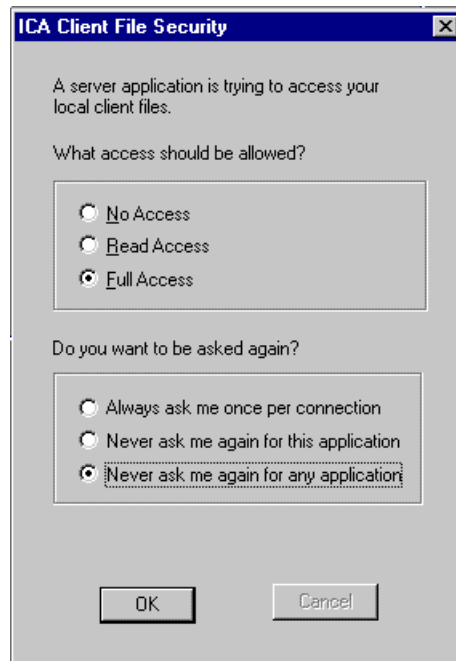 ICA Client File Security
A server application is trying to access your
local client files.
What access should be allowed?
No Access
Read Access
Full Access
Do you want to be asked again?
Always ask me once per connection
Never ask me again for this application
Never ask me again for any application
OK
Cancel